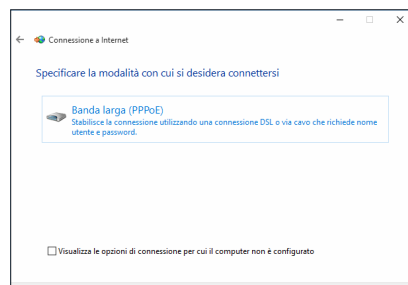 Connessione a Internet
Specificare la modalità con cui si desidera connettersi
Banda larga (PPPoE)
Stabilisce la connessione utilizzando una connessione DSL o via cavo che richiede nome
utente e password.
Visualizza le opzioni di connessione per cui il computer non è configurato